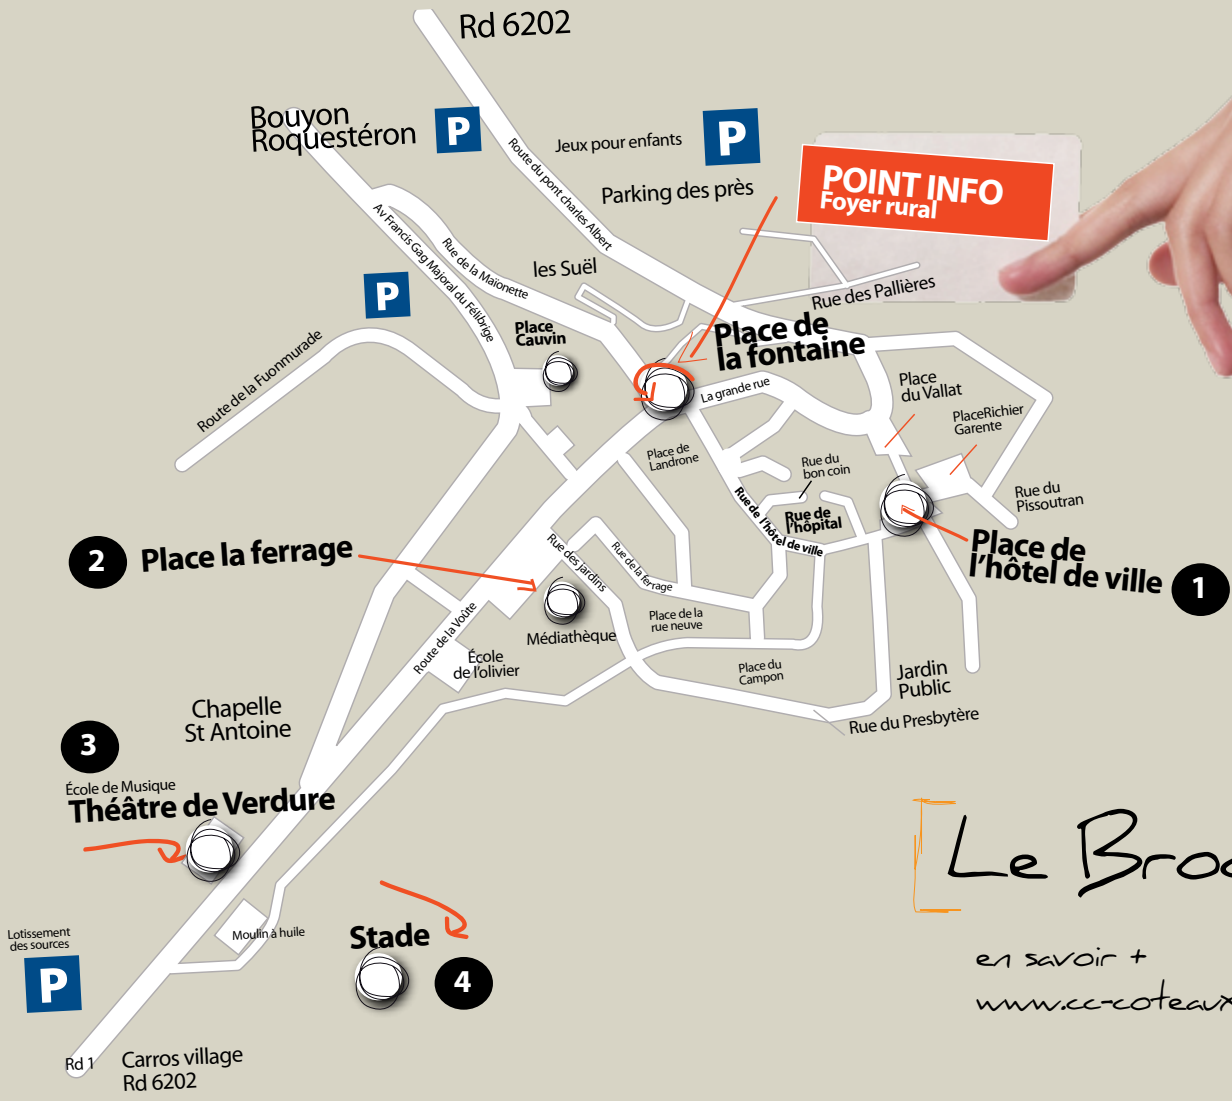 Rd 6202
Bouyon
Roquestéron
P
Jeux pour enfants
P
Parking des près
POINT INFO
Foyer rural
Route du pont charles Albert
Av Francis Gag Majoral du Félibrige
Rue de la Maïonette
les Suël
P
Rue des Pallières
Place
Cauvin
Place de
la fontaine
Route de la Fuonmurade
La grande rue
Place
du Vallat
PlaceRichier
Garente
Place de
Landrone
Rue du
bon coin
Rue du
Pissoutran
Rue de l'hôtel de ville
Rue de
l'hôpital
2 Place la ferrage
Rue des jardins
Rue de la ferrage
Place de
l'hôtel de ville 1
Médiathèque
Place de la
rue neuve
Route de la Voûte
École
de l'olivier
Place du
Campon
Jardin
Public
Rue du Presbytère
Chapelle
St Antoine
3
École de Musique
Théâtre de Verdure
Moulin à huile
Stade
4
Lotissement
des sources
P
Rd 1
Carros village
Rd 6202
Le Broc
en savoir +
www.cc-coteaux